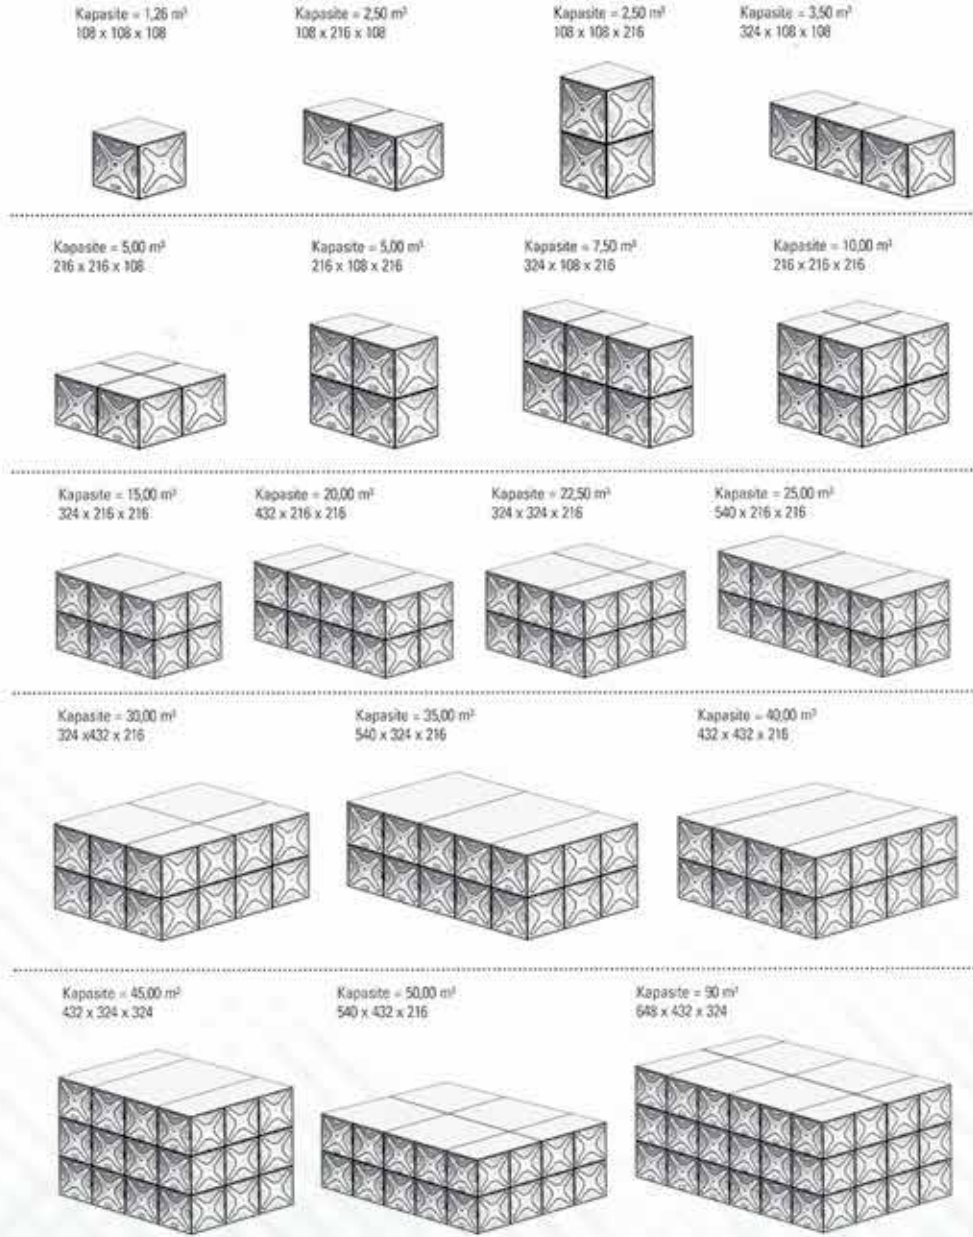 Kapasite = 1,26 m³
108 x 108 x 108
Kapasite = 2,50 m³
108 x 216 x 108
Kapasite = 2,50 m³
108 x 108 x 216
Kapasite = 3,50 m³
324 x 108 x 108
Kapasite = 5,00 m³
216 x 216 x 108
Kapasite = 5,00 m³
216 x 108 x 216
Kapasite = 7,50 m³
324 x 108 x 216
Kapasite = 10,00 m³
216 x 216 x 216
Kapasite = 15,00 m³
324 x 216 x 216
Kapasite = 20,00 m³
432 x 216 x 216
Kapasite = 22,50 m³
324 x 324 x 216
Kapasite = 25,00 m³
540 x 216 x 216
Kapasite = 30,00 m³
324 x432 x 216
Kapasite = 35,00 m³
540 x 324 x 216
Kapasite = 40,00 m³
432 x 432 x 216
Kapasite = 45,00 m³
432 x 324 x 324
Kapasite = 50,00 m³
540 x 432 x 216
Kapasite = 90 m³
648 x 432 x 324